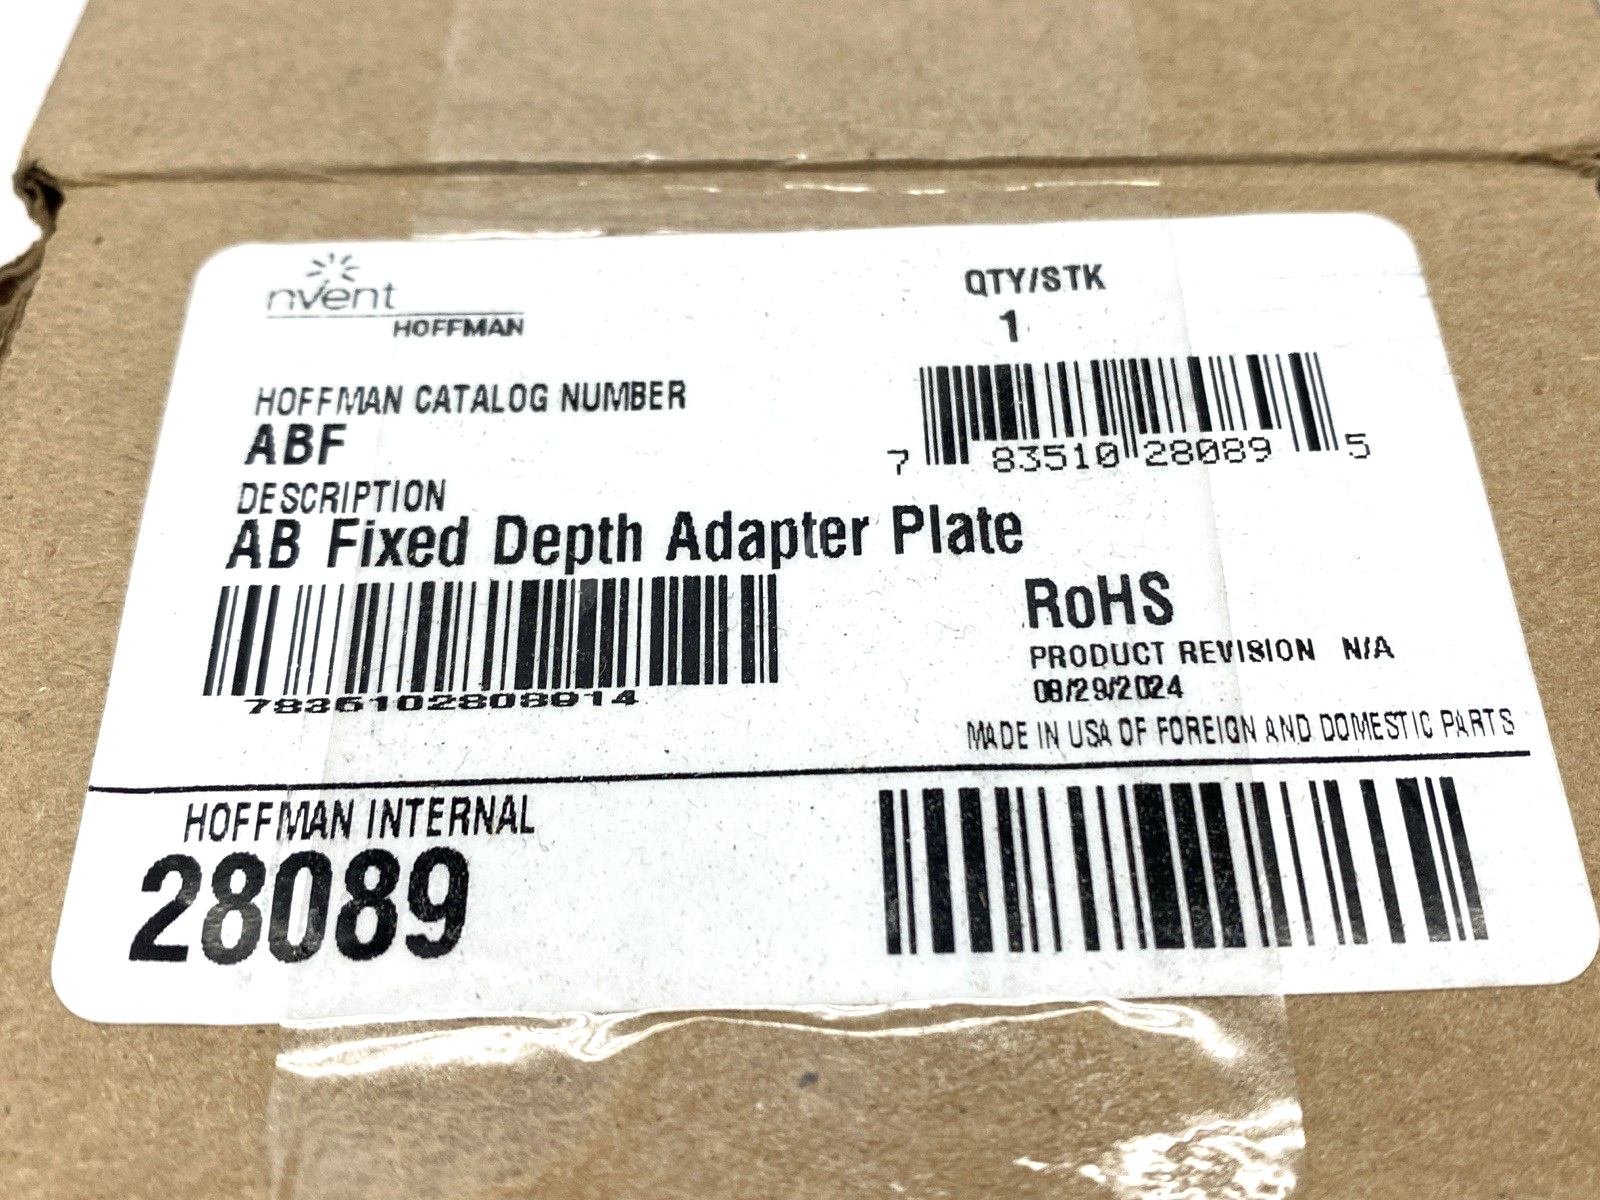 nVent
HOFFMAN
QTY/STK
1
HOFFMAN CATALOG NUMBER
ABF
7 83510 28089 5
DESCRIPTION
AB Fixed Depth Adapter Plate
RoHS
PRODUCT REVISION N/A
08/29/2024
MADE IN USA OF FOREIGN AND DOMESTIC PARTS
HOFFMAN INTERNAL
28089